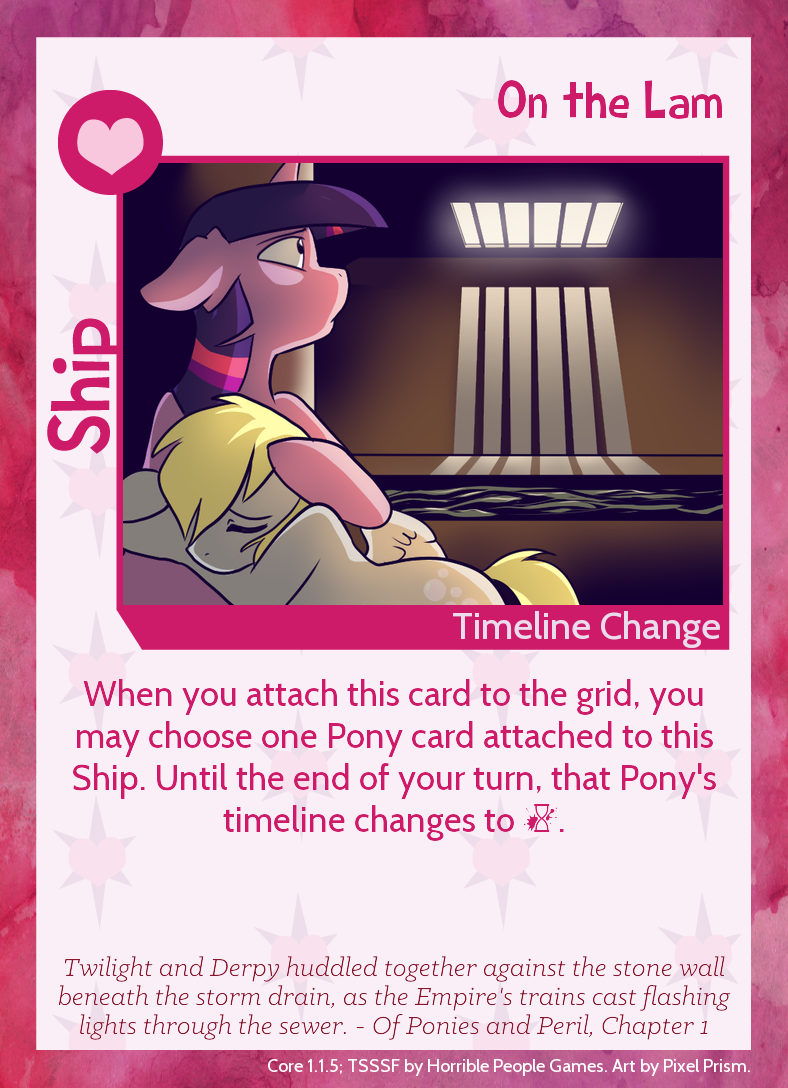 On the Lam
Ship
Timeline Change
When you attach this card to the grid, you
may choose one Pony card attached to this
Ship. Until the end of your turn, that Pony's
timeline changes to .
Twilight and Derpy huddled together against the stone wall
beneath the storm drain, as the Empire's trains cast flashing
lights through the sewer. - Of Ponies and Peril, Chapter 1
Core 1.1.5; TSSSF by Horrible People Games. Art by Pixel Prism.